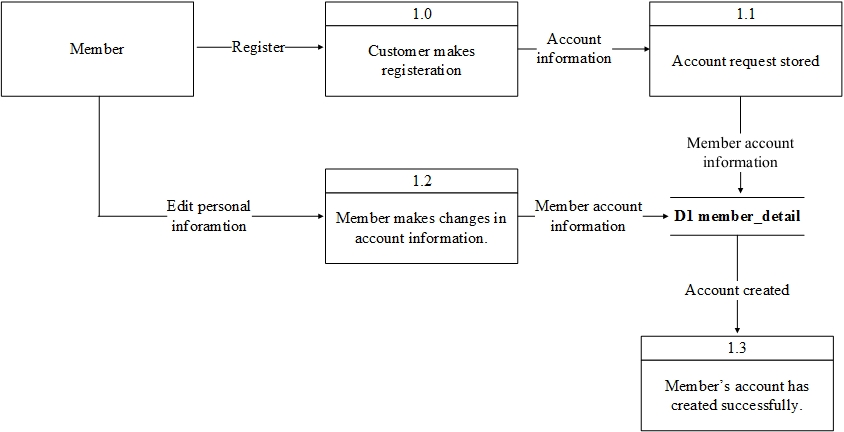 Member
Register
1.0
Customer makes
registeration
Account
information
1.1
Account request stored
Member account
information
Edit personal
inforamtion
1.2
Member makes changes in
account information.
Member account
information
D1 member_detail
Account created
1.3
Member's account has
created successfully.